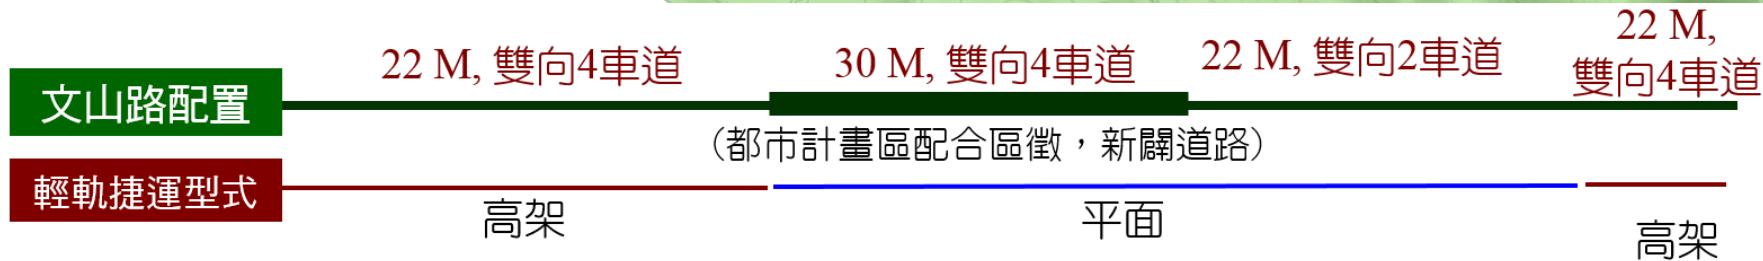 22 M, 雙向4車道
30 M, 雙向4車道
22 M, 雙向2車道
22 M,
雙向4車道
文山路配置
(都市計畫區配合區徵，新闢道路)
輕軌捷運型式
高架
平面
高架